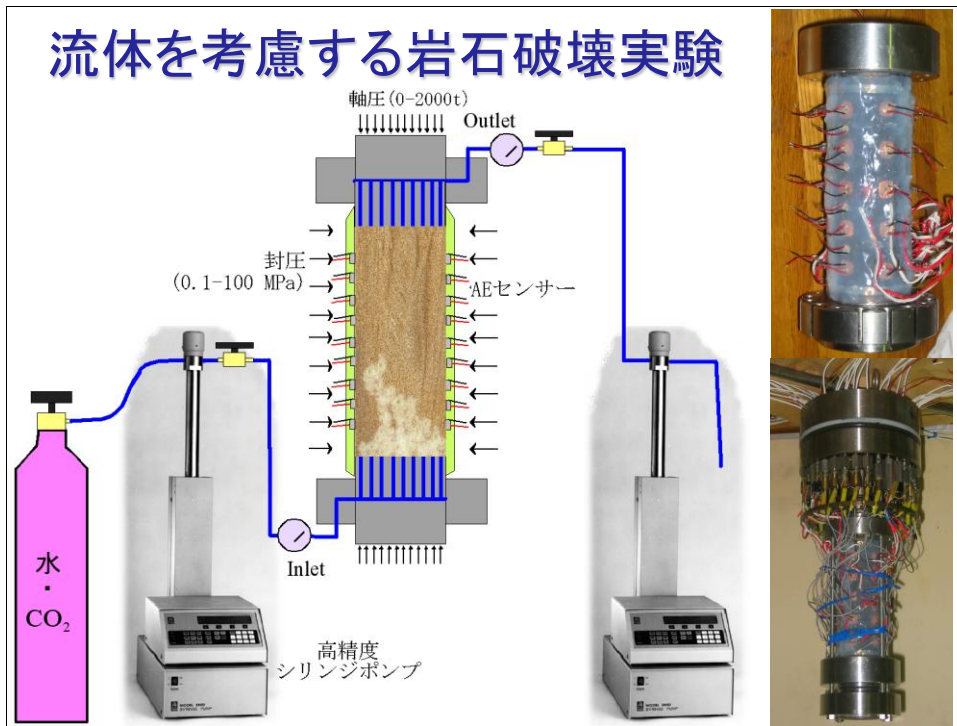 流体を考慮する岩石破壊実験
軸圧(0-2000t)
Outlet
封圧
(0.1-100 MPa)
AEセンサー
水
・
CO₂
Inlet
高精度
シリンジポンプ